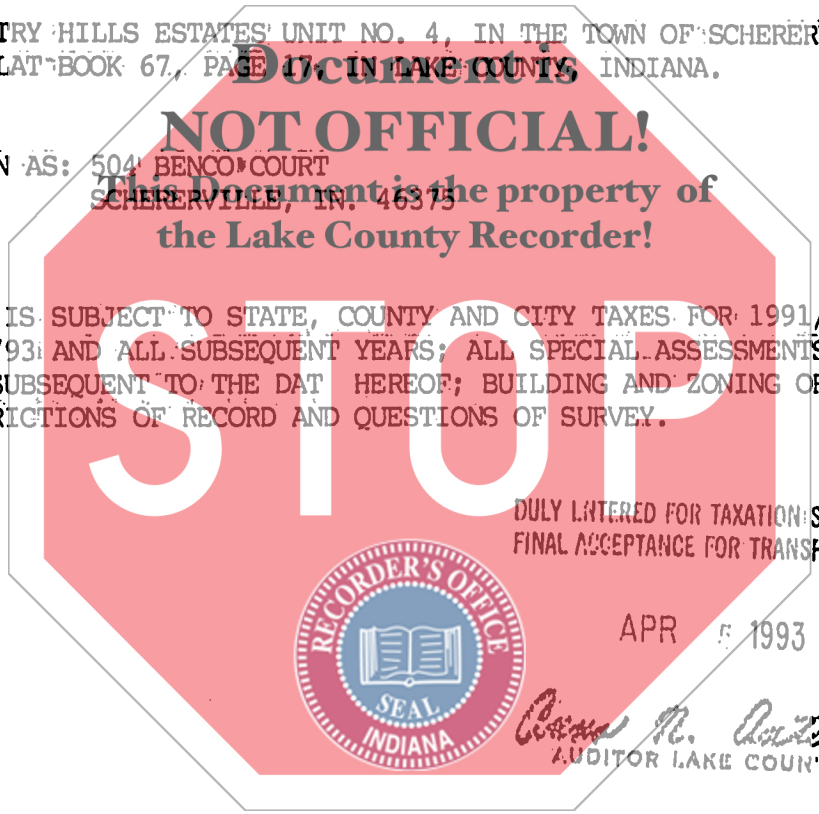 TRY HILLS ESTATES UNIT NO. 4, IN THE TOWN OF SCHERER
LAT BOOK 67, PAGE 17, IN LAKE COUNTY, INDIANA.
Document is
NOT OFFICIAL!
N AS: 504 BENCO COURT
SCHERERVILLE, IN. 46375
This Document is the property of
the Lake County Recorder!
IS SUBJECT TO STATE, COUNTY AND CITY TAXES FOR 1991/
'93 AND ALL SUBSEQUENT YEARS; ALL SPECIAL ASSESSMENTS
SUBSEQUENT TO THE DAT HEREOF; BUILDING AND ZONING OR
RICTIONS OF RECORD AND QUESTIONS OF SURVEY.
STOP
DULY ENTERED FOR TAXATION S
FINAL ACCEPTANCE FOR TRANSF
RECORDER'S OFFICE
APR 5 1993
SEAL
INDIANA
AUDITOR LAKE COUN